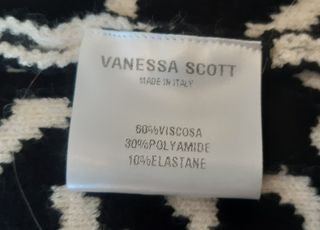 VANESSA SCOTT
MADE IN ITALY
60%VISCOSA
30%POLYAMIDE
10%ELASTANE